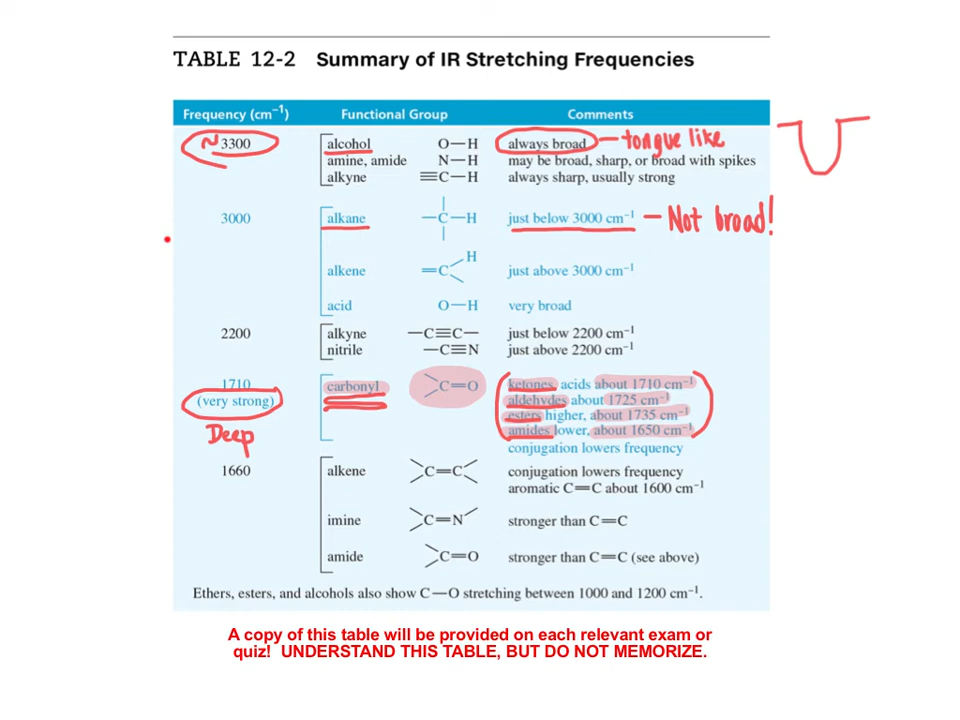 TABLE 12-2 Summary of IR Stretching Frequencies
Frequency (cm⁻¹) Functional Group Comments
~3300 alcohol O—H always broad – tongue like
amine, amide N—H may be broad, sharp, or broad with spikes
alkyne ≡C—H always sharp, usually strong
3000 alkane —C—H just below 3000 cm⁻¹ – Not broad!
alkene =C H just above 3000 cm⁻¹
acid O—H very broad
2200 alkyne —C≡C— just below 2200 cm⁻¹
nitrile —C≡N just above 2200 cm⁻¹
1710 carbonyl C=O ketones, acids about 1710 cm⁻¹
(very strong) aldehydes about 1725 cm⁻¹
esters higher, about 1735 cm⁻¹
Deep amides lower, about 1650 cm⁻¹
conjugation lowers frequency
1660 alkene C=C conjugation lowers frequency
aromatic C=C about 1600 cm⁻¹
imine C=N stronger than C=C
amide C=O stronger than C=C (see above)
Ethers, esters, and alcohols also show C—O stretching between 1000 and 1200 cm⁻¹.
A copy of this table will be provided on each relevant exam or
quiz! UNDERSTAND THIS TABLE, BUT DO NOT MEMORIZE.